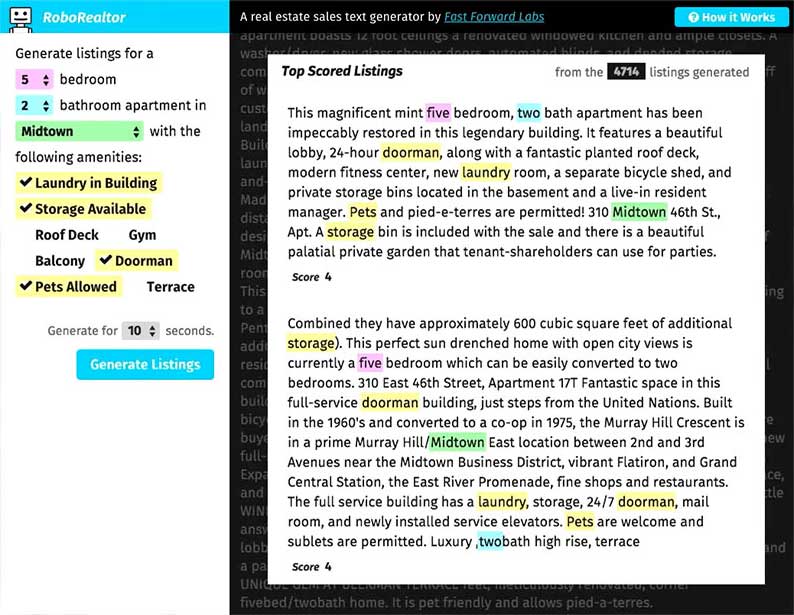 RoboRealtor
A real estate sales text generator by Fast Forward Labs
How it Works
Generate listings for a
5 bedroom
2 bathroom apartment in
Midtown with the
following amenities:
Laundry in Building
Storage Available
Roof Deck Gym
Balcony Doorman
Pets Allowed Terrace
Generate for 10 seconds.
Generate Listings
apartment boasts 12 foot ceilings a renovated windowed kitchen and ample closets. A
Top Scored Listings
from the 4714 listings generated
This magnificent mint five bedroom, two bath apartment has been
impeccably restored in this legendary building. It features a beautiful
lobby, 24-hour doorman, along with a fantastic planted roof deck,
modern fitness center, new laundry room, a separate bicycle shed, and
private storage bins located in the basement and a live-in resident
manager. Pets and pied-e-terres are permitted! 310 Midtown 46th St.,
Apt. A storage bin is included with the sale and there is a beautiful
palatial private garden that tenant-shareholders can use for parties.
Score 4
Combined they have approximately 600 cubic square feet of additional
storage). This perfect sun drenched home with open city views is
currently a five bedroom which can be easily converted to two
bedrooms. 310 East 46th Street, Apartment 17T Fantastic space in this
full-service doorman building, just steps from the United Nations. Built
in the 1960's and converted to a co-op in 1975, the Murray Hill Crescent is
in a prime Murray Hill/Midtown East location between 2nd and 3rd
Avenues near the Midtown Business District, vibrant Flatiron, and Grand
Central Station, the East River Promenade, fine shops and restaurants.
The full service building has a laundry, storage, 24/7 doorman, mail
room, and newly installed service elevators. Pets are welcome and
sublets are permitted. Luxury ,twobath high rise, terrace
Score 4
fivebed/twobath home. It is pet friendly and allows pied-a-terres.